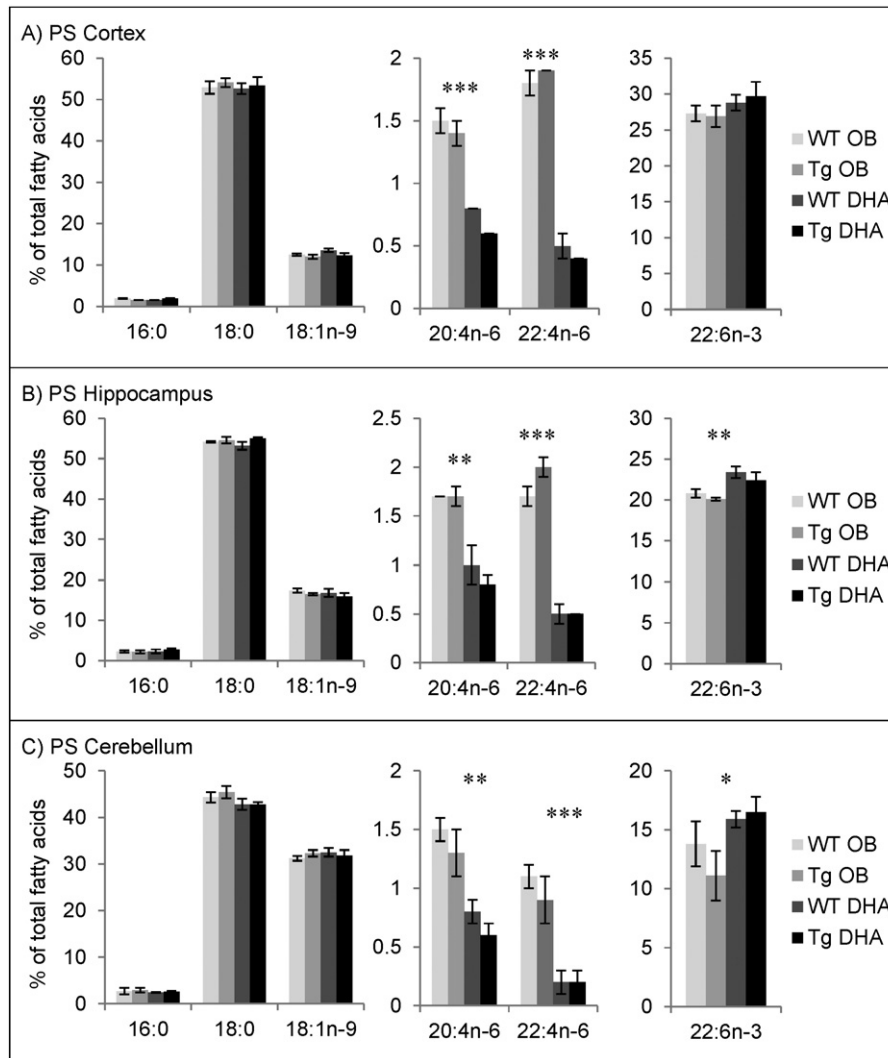 A) PS Cortex
% of total fatty acids
60
50
40
30
20
10
0
16:0 18:0 18:1n-9
2
1.5
1
0.5
0
*** ***
20:4n-6 22:4n-6
35
30
25
20
15
10
5
0
22:6n-3
WT OB
Tg OB
WT DHA
Tg DHA
B) PS Hippocampus
% of total fatty acids
60
50
40
30
20
10
0
16:0 18:0 18:1n-9
2.5
2
1.5
1
0.5
0
** ***
20:4n-6 22:4n-6
30
25
20
15
10
5
0
**
22:6n-3
WT OB
Tg OB
WT DHA
Tg DHA
C) PS Cerebellum
% of total fatty acids
50
40
30
20
10
0
16:0 18:0 18:1n-9
2
1.5
1
0.5
0
** ***
20:4n-6 22:4n-6
20
15
10
5
0
*
22:6n-3
WT OB
Tg OB
WT DHA
Tg DHA